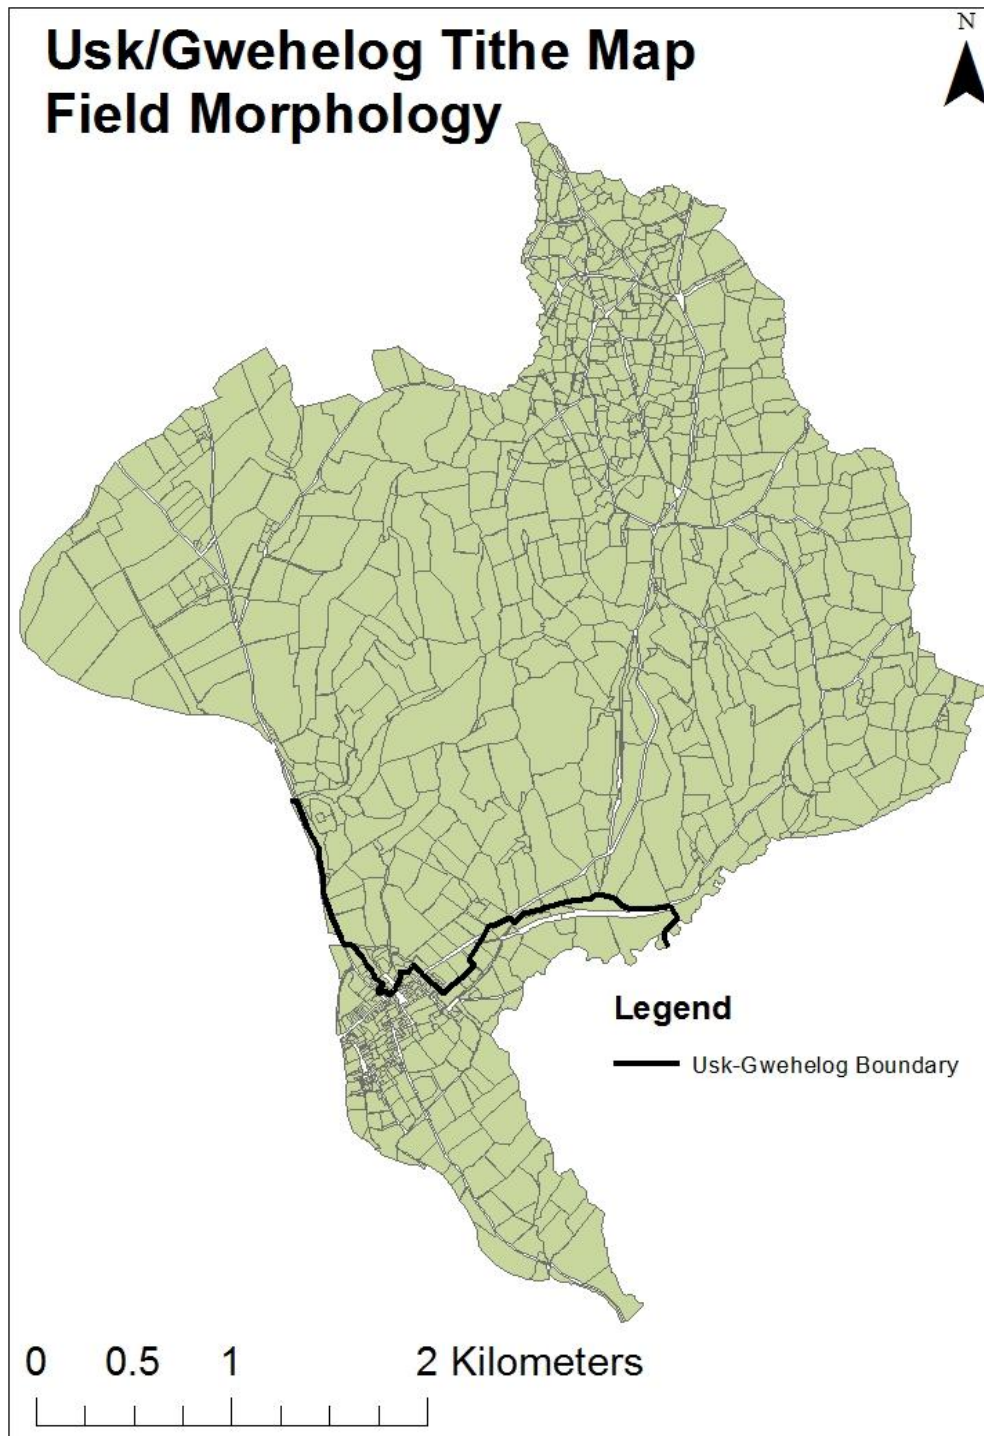 Usk/Gwehelog Tithe Map
Field Morphology
N
Legend
Usk-Gwehelog Boundary
0 0.5 1 2 Kilometers